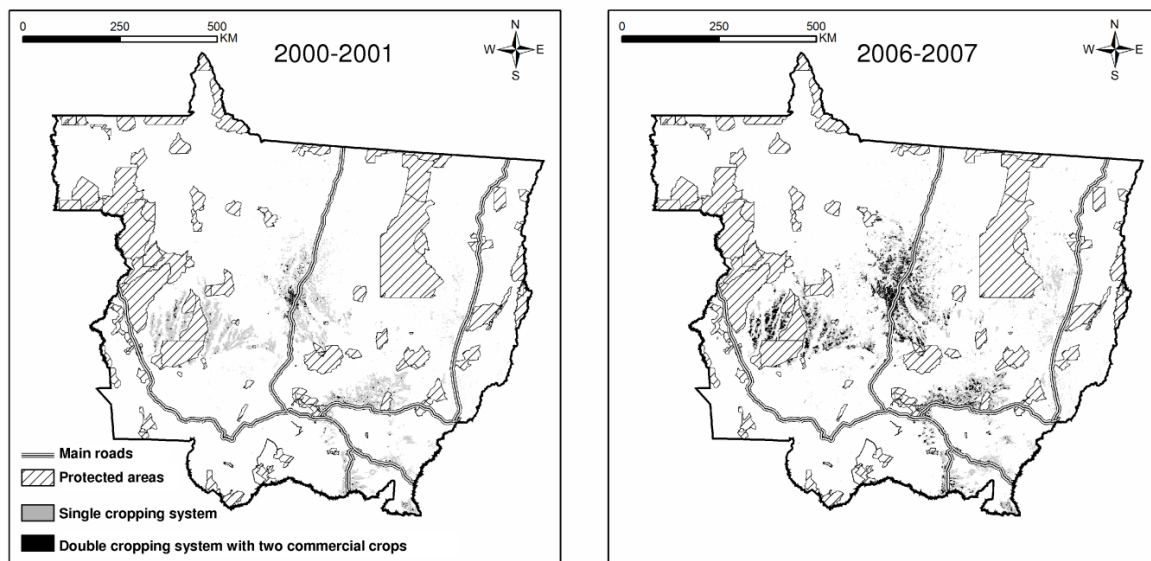 0 250 500
KM
N
W E
S
2000-2001
Main roads
Protected areas
Single cropping system
Double cropping system with two commercial crops
0 250 500
KM
N
W E
S
2006-2007